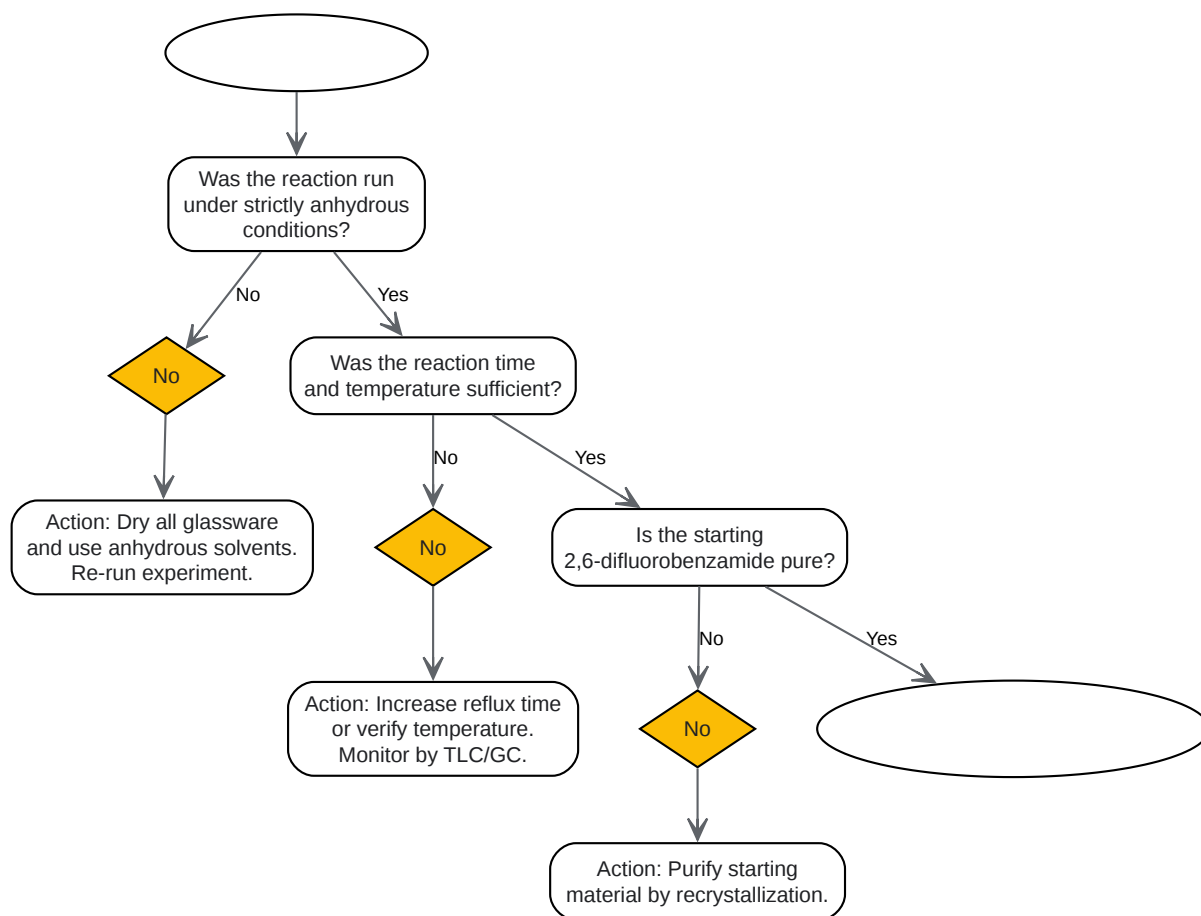 Was the reaction run
under strictly anhydrous
conditions?
No
Yes
No
Was the reaction time
and temperature sufficient?
No
Yes
Action: Dry all glassware
and use anhydrous solvents.
Re-run experiment.
No
Is the starting
2,6-difluorobenzamide pure?
No
Yes
Action: Increase reflux time
or verify temperature.
Monitor by TLC/GC.
No
Action: Purify starting
material by recrystallization.